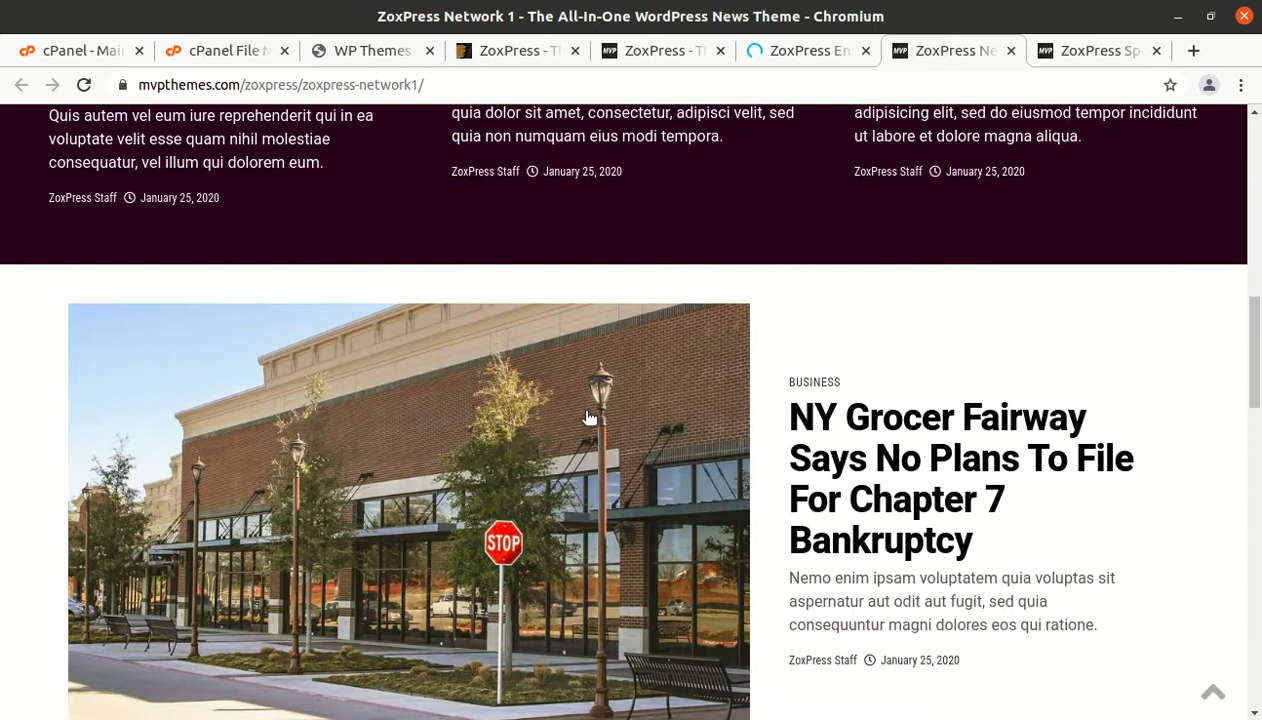 ZoxPress Network 1 - The All-In-One WordPress News Theme - Chromium
cPanel - Main
cPanel File M
WP Themes
ZoxPress - T
MVP
ZoxPress - T
ZoxPress En
MVP
ZoxPress Ne
MVP
ZoxPress Sp
mvpthemes.com/zoxpress/zoxpress-network1/
Quis autem vel eum iure reprehenderit qui in ea
voluptate velit esse quam nihil molestiae
consequatur, vel illum qui dolorem eum.
ZoxPress Staff January 25, 2020
quia dolor sit amet, consectetur, adipisci velit, sed
quia non numquam eius modi tempora.
ZoxPress Staff January 25, 2020
adipisicing elit, sed do eiusmod tempor incididunt
ut labore et dolore magna aliqua.
ZoxPress Staff January 25, 2020
STOP
BUSINESS
NY Grocer Fairway
Says No Plans To File
For Chapter 7
Bankruptcy
Nemo enim ipsam voluptatem quia voluptas sit
aspernatur aut odit aut fugit, sed quia
consequuntur magni dolores eos qui ratione.
ZoxPress Staff January 25, 2020